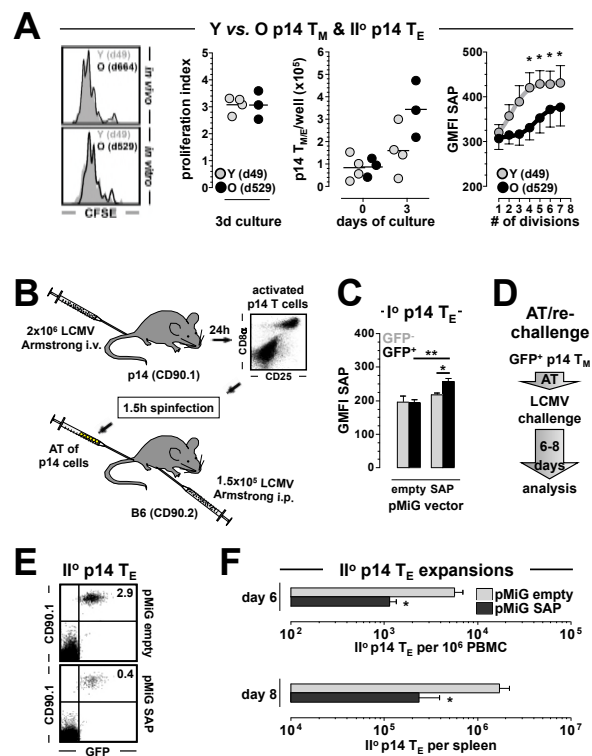 A
Y vs. O p14 TM & IIº p14 TE
Y (d49)
O (d664)
in vivo
Y (d49)
O (d529)
in vitro
CFSE
proliferation index
5
4
3
2
1
0
Y (d49)
O (d529)
3d culture
p14 TM/E/well (x10⁵)
6
5
4
3
2
1
0
0
3
days of culture
GMFI SAP
500
400
300
200
* * * *
Y (d49)
O (d529)
1 2 3 4 5 6 7 8
# of divisions
B
2x10⁶ LCMV
Armstrong i.v.
p14 (CD90.1)
24h
activated
p14 T cells
CD8α
CD25
1.5h spinfection
AT of
p14 cells
1.5x10⁵ LCMV
Armstrong i.p.
B6 (CD90.2)
C
-Iº p14 TE-
GFP⁻
GFP⁺
**
*
GMFI SAP
400
300
200
100
0
empty SAP
pMiG vector
D
AT/re-
challenge
GFP⁺ p14 TM
AT
LCMV
challenge
6-8
days
analysis
E
IIº p14 TE
CD90.1
2.9
pMiG empty
CD90.1
0.4
pMiG SAP
GFP
F
IIº p14 TE expansions
pMiG empty
pMiG SAP
day 6
*
10² 10³ 10⁴ 10⁵
IIº p14 TE per 10⁶ PBMC
day 8
*
10⁴ 10⁵ 10⁶ 10⁷
IIº p14 TE per spleen